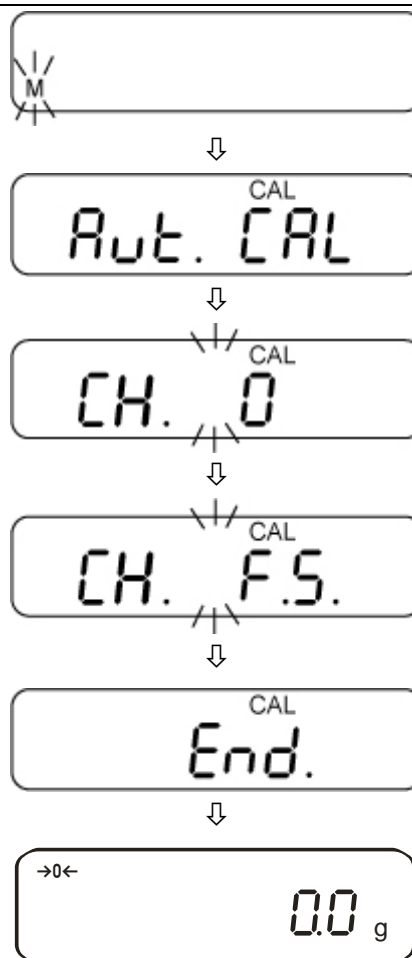 M
⇩
CAL
Aut. CAL
⇩
CAL
CH. 0
⇩
CAL
CH. F.S.
⇩
CAL
End.
⇩
→0←
0.0 g